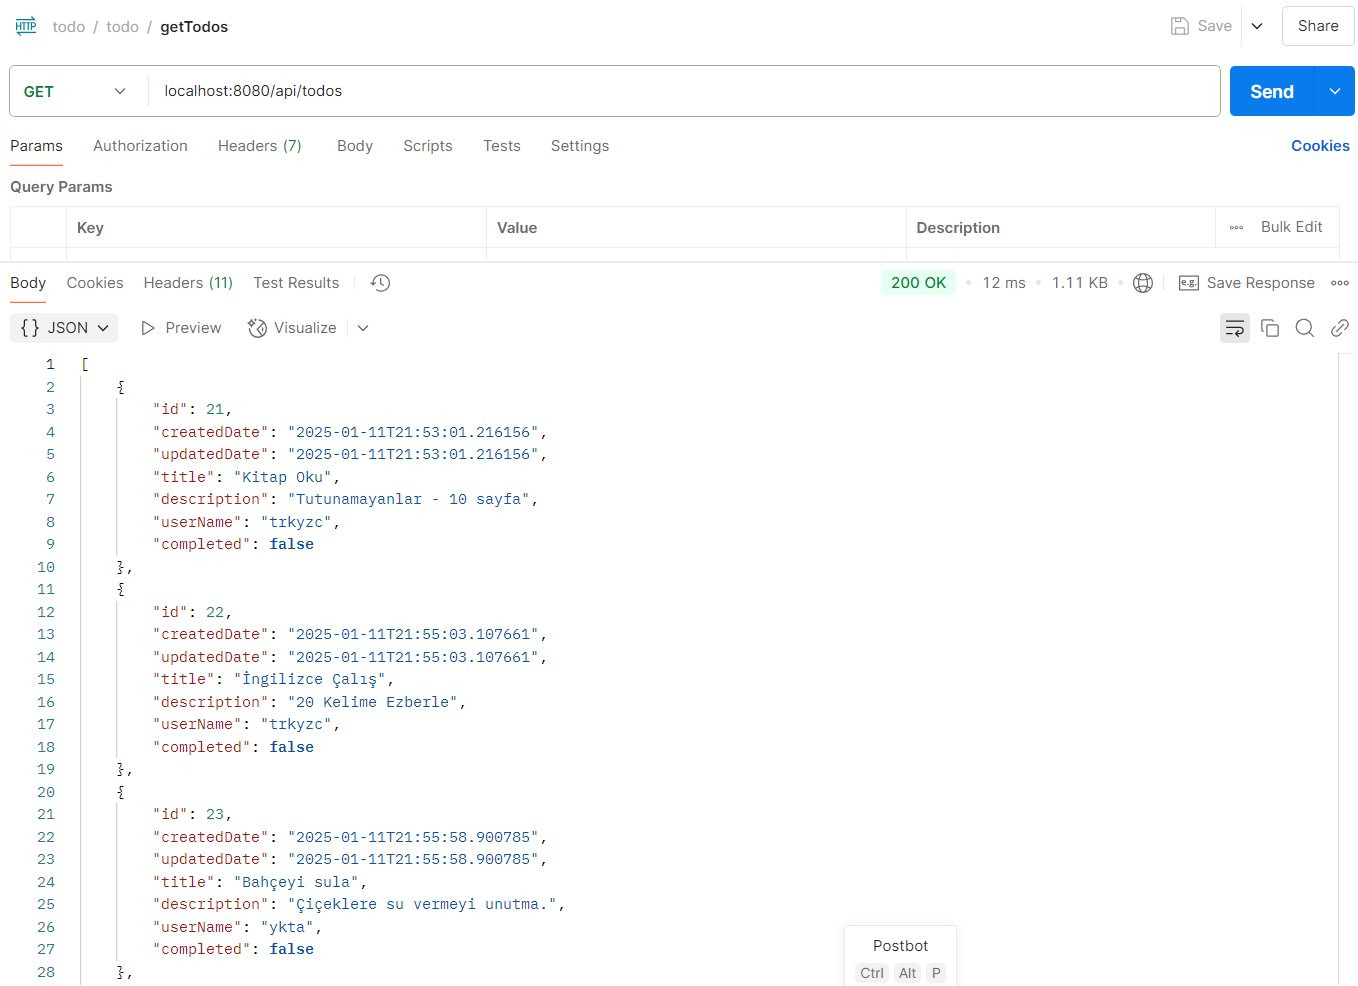 HTTP todo / todo / getTodos Save Share
GET localhost:8080/api/todos Send
Params Authorization Headers (7) Body Scripts Tests Settings Cookies
Query Params
Key Value Description Bulk Edit
Body Cookies Headers (11) Test Results 200 OK 12 ms 1.11 KB e.g. Save Response
{} JSON Preview Visualize
1 [
2 {
3 "id": 21,
4 "createdDate": "2025-01-11T21:53:01.216156",
5 "updatedDate": "2025-01-11T21:53:01.216156",
6 "title": "Kitap Oku",
7 "description": "Tutunamayanlar - 10 sayfa",
8 "userName": "trkyzc",
9 "completed": false
10 },
11 {
12 "id": 22,
13 "createdDate": "2025-01-11T21:55:03.107661",
14 "updatedDate": "2025-01-11T21:55:03.107661",
15 "title": "İngilizce Çalış",
16 "description": "20 Kelime Ezberle",
17 "userName": "trkyzc",
18 "completed": false
19 },
20 {
21 "id": 23,
22 "createdDate": "2025-01-11T21:55:58.900785",
23 "updatedDate": "2025-01-11T21:55:58.900785",
24 "title": "Bahçeyi sula",
25 "description": "Çiçeklere su vermeyi unutma.",
26 "userName": "ykta",
27 "completed": false
28 },
Postbot
Ctrl Alt P